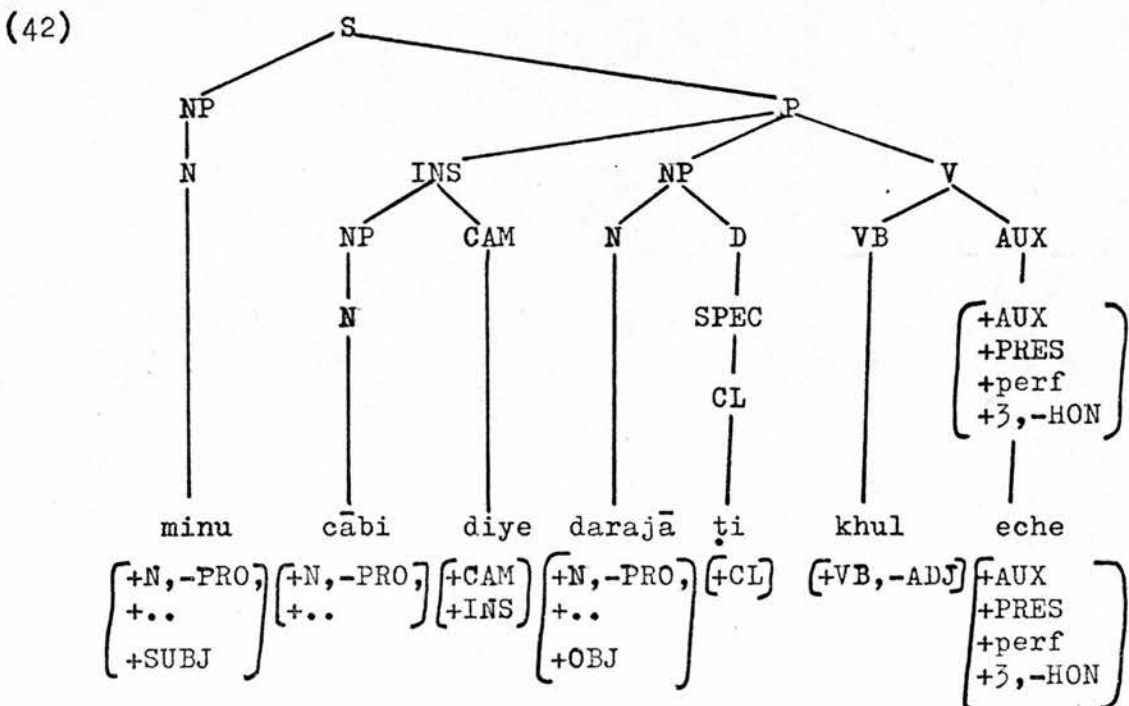 (42)
S
NP P
N INS NP V
NP CAM N D VB AUX
N SPEC +AUX
+PRES
CL +perf
+3,-HON
minu cābi diye darajā ṭi khul eche
+N,-PRO, +N,-PRO, +CAM +N,-PRO, +CL +VB,-ADJ +AUX
+.. +.. +INS +.. +PRES
+SUBJ +OBJ +perf
+3,-HON